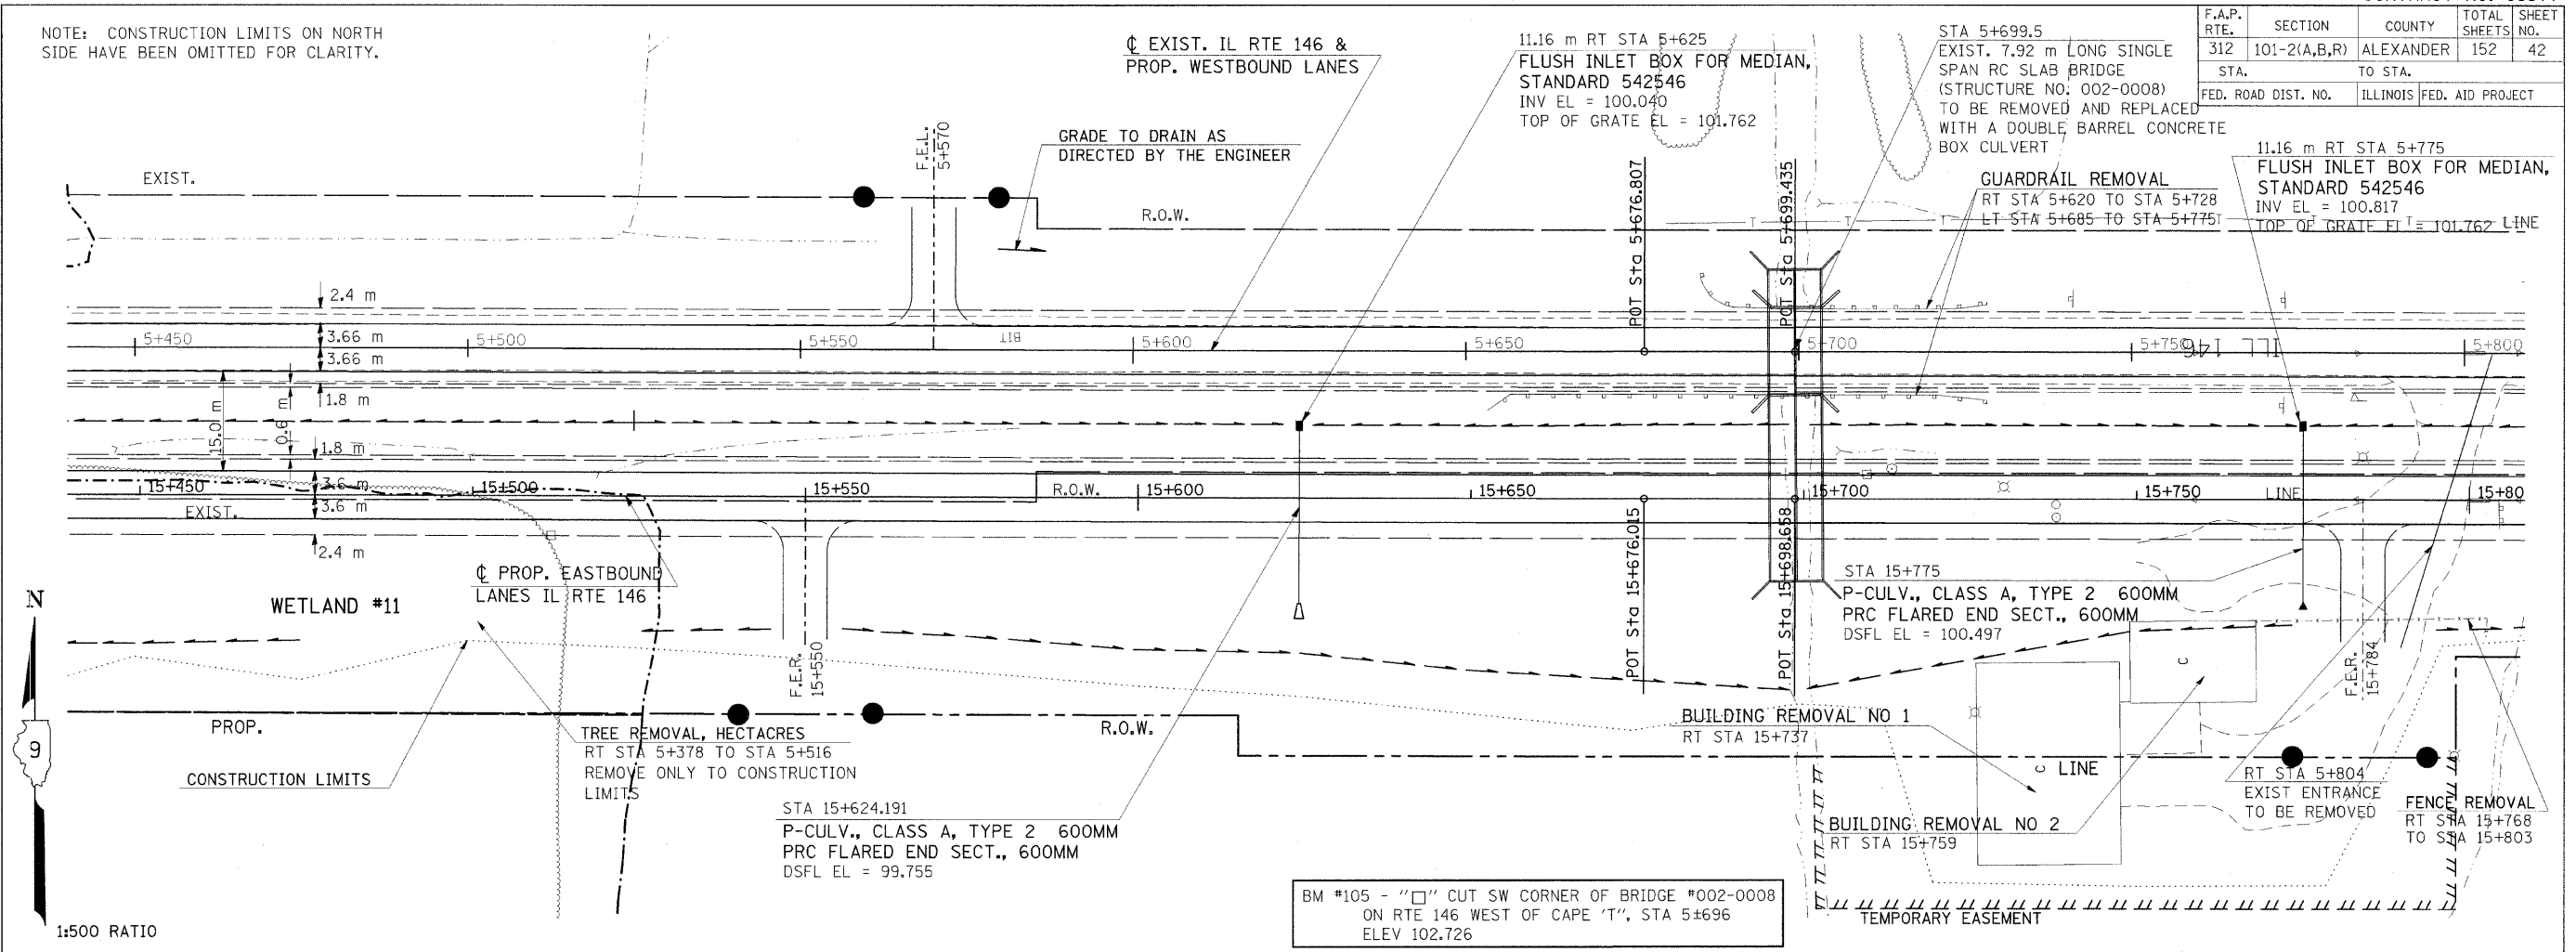 NOTE: CONSTRUCTION LIMITS ON NORTH
SIDE HAVE BEEN OMITTED FOR CLARITY.
℄ EXIST. IL RTE 146 &
PROP. WESTBOUND LANES
GRADE TO DRAIN AS
DIRECTED BY THE ENGINEER
11.16 m RT STA 5+625
FLUSH INLET BOX FOR MEDIAN,
STANDARD 542546
INV EL = 100.040
TOP OF GRATE EL = 101.762
STA 5+699.5
EXIST. 7.92 m LONG SINGLE
SPAN RC SLAB BRIDGE
(STRUCTURE NO. 002-0008)
TO BE REMOVED AND REPLACED
WITH A DOUBLE BARREL CONCRETE
BOX CULVERT
F.A.P. RTE. SECTION COUNTY TOTAL SHEETS SHEET NO.
312 101-2(A,B,R) ALEXANDER 152 42
STA. TO STA.
FED. ROAD DIST. NO. ILLINOIS FED. AID PROJECT
11.16 m RT STA 5+775
FLUSH INLET BOX FOR MEDIAN,
STANDARD 542546
INV EL = 100.817
TOP OF GRATE EL = 101.762
LINE
GUARDRAIL REMOVAL
RT STA 5+620 TO STA 5+728
LT STA 5+685 TO STA 5+775
T T T T T
EXIST.
F.E.L.
5+570
R.O.W.
POT Sta 5+676.807
POT Sta 5+699.435
2.4 m
3.66 m
3.66 m
1.8 m
15.0 m
0.6 m
1.8 m
3.6 m
3.6 m
2.4 m
5+450 5+500 5+550 BIT 5+600 5+650 5+700 5+750 ILL 146 5+800
15+450 15+500 15+550 R.O.W. 15+600 15+650 15+700 15+750 LINE 15+80
EXIST.
℄ PROP. EASTBOUND
LANES IL RTE 146
WETLAND #11
N
9
1:500 RATIO
PROP.
CONSTRUCTION LIMITS
TREE REMOVAL, HECTACRES
RT STA 5+378 TO STA 5+516
REMOVE ONLY TO CONSTRUCTION
LIMITS
F.E.R.
15+550
R.O.W.
STA 15+624.191
P-CULV., CLASS A, TYPE 2 600MM
PRC FLARED END SECT., 600MM
DSFL EL = 99.755
POT Sta 15+676.015
POT Sta 15+698.658
STA 15+775
P-CULV., CLASS A, TYPE 2 600MM
PRC FLARED END SECT., 600MM
DSFL EL = 100.497
BUILDING REMOVAL NO 1
RT STA 15+737
C
C
LINE
BUILDING REMOVAL NO 2
RT STA 15+759
F.E.R.
15+784
RT STA 5+804
EXIST ENTRANCE
TO BE REMOVED
FENCE REMOVAL
RT STA 15+768
TO STA 15+803
TEMPORARY EASEMENT
BM #105 - "□" CUT SW CORNER OF BRIDGE #002-0008
ON RTE 146 WEST OF CAPE 'T", STA 5±696
ELEV 102.726